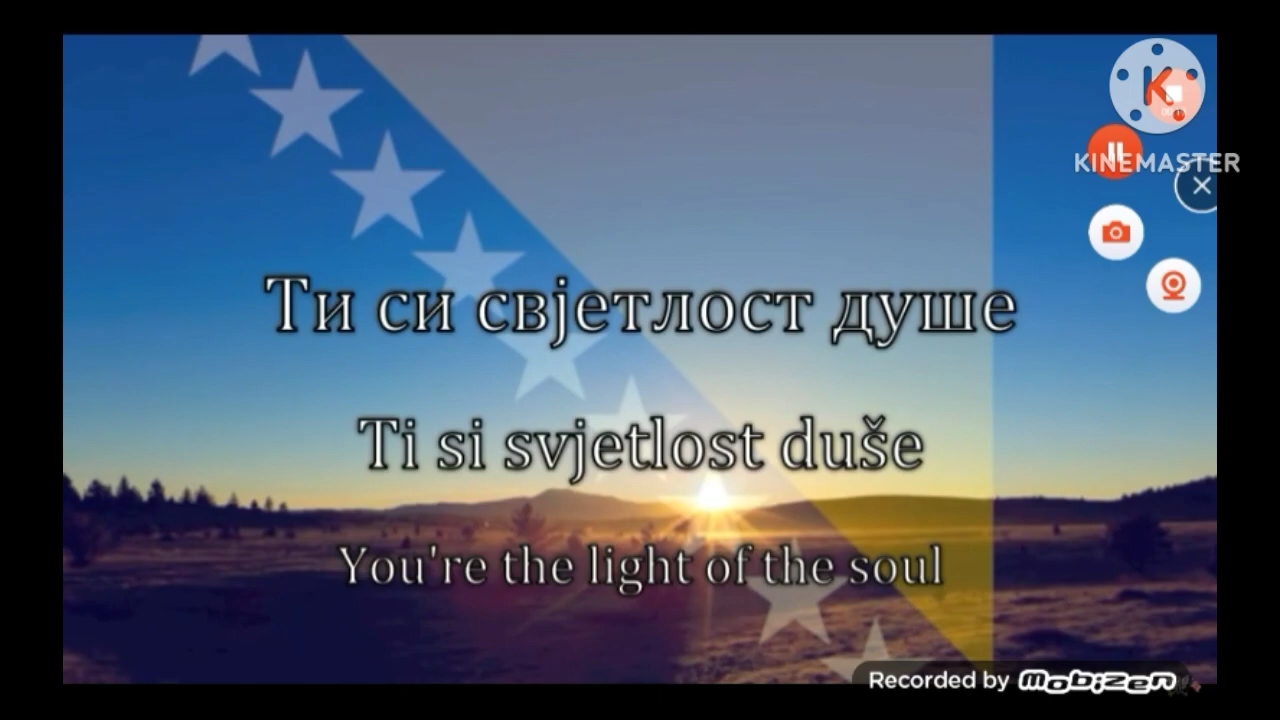 KINEMASTER
Ти си свјетлост душе
Ti si svjetlost duše
You're the light of the soul
Recorded by mobizen